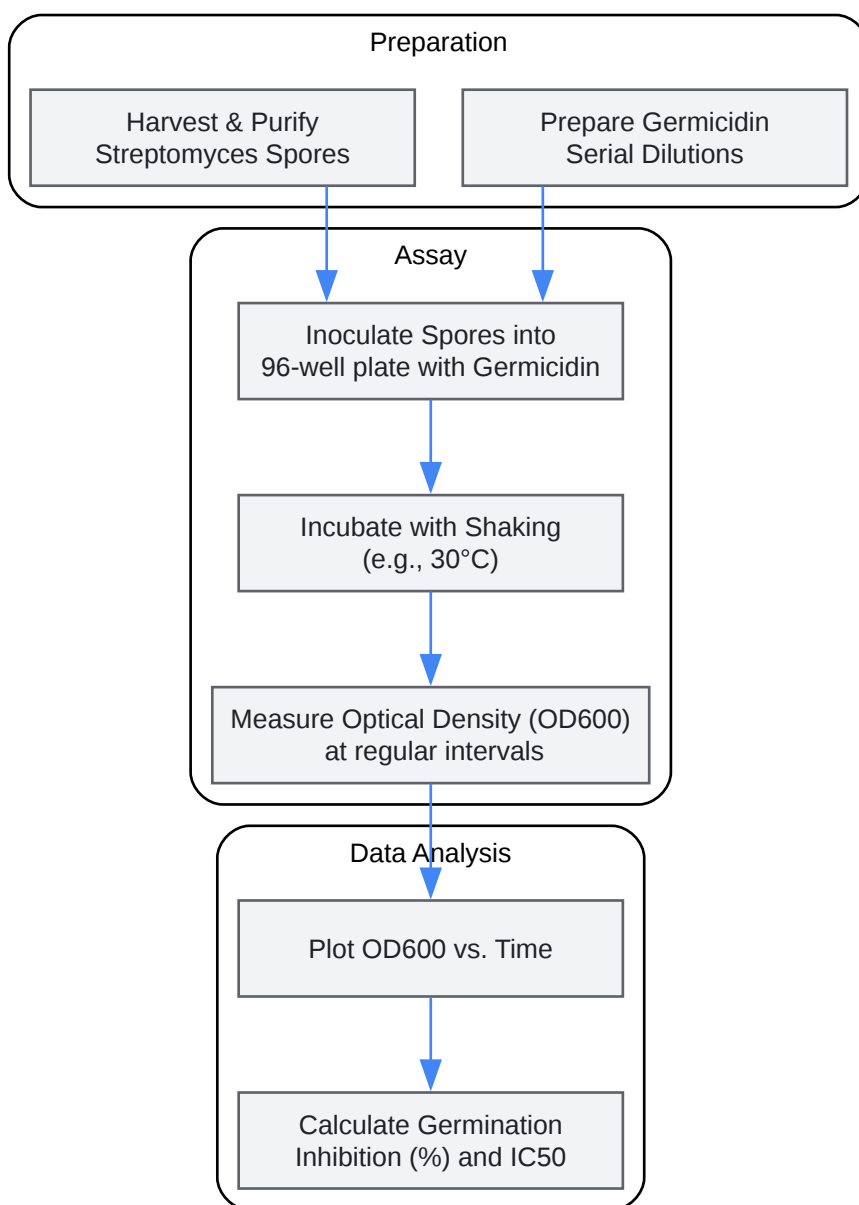 Preparation
Harvest & Purify
Streptomyces Spores
Prepare Germicidin
Serial Dilutions
Assay
Inoculate Spores into
96-well plate with Germicidin
Incubate with Shaking
(e.g., 30°C)
Measure Optical Density (OD600)
at regular intervals
Data Analysis
Plot OD600 vs. Time
Calculate Germination
Inhibition (%) and IC50